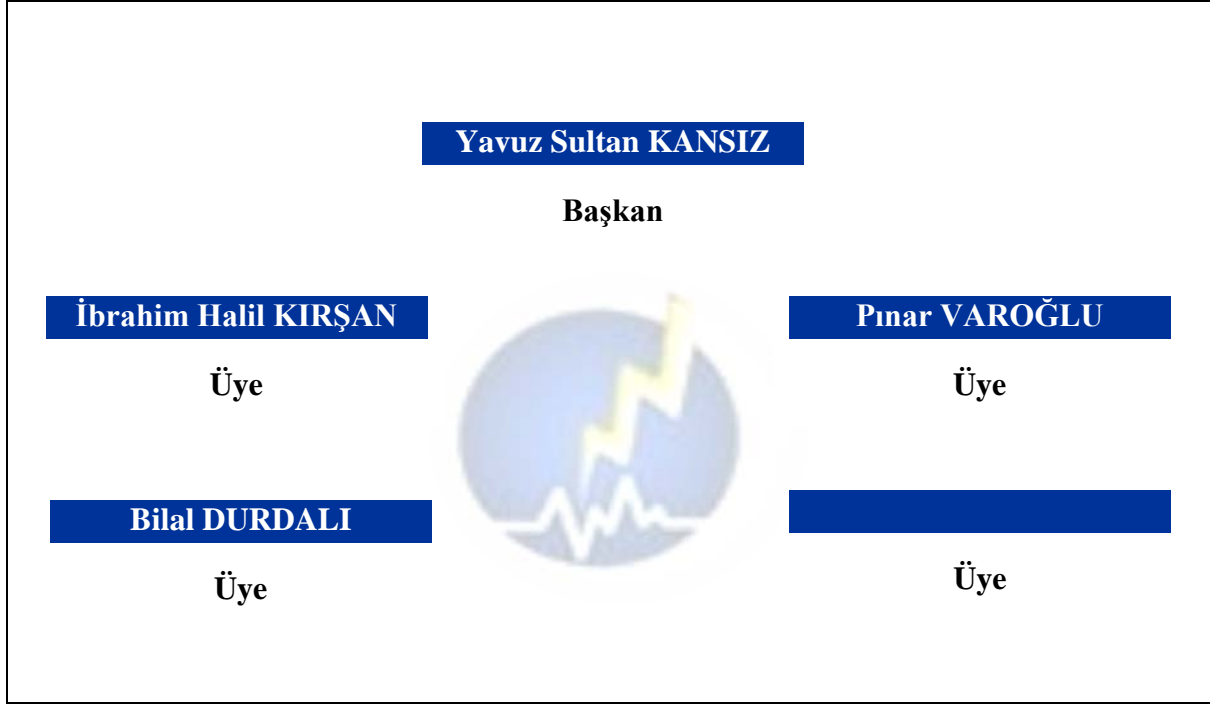 Yavuz Sultan KANSIZ
Başkan
İbrahim Halil KIRŞAN
Pınar VAROĞLU
Üye
Üye
Bilal DURDALI
Üye
Üye